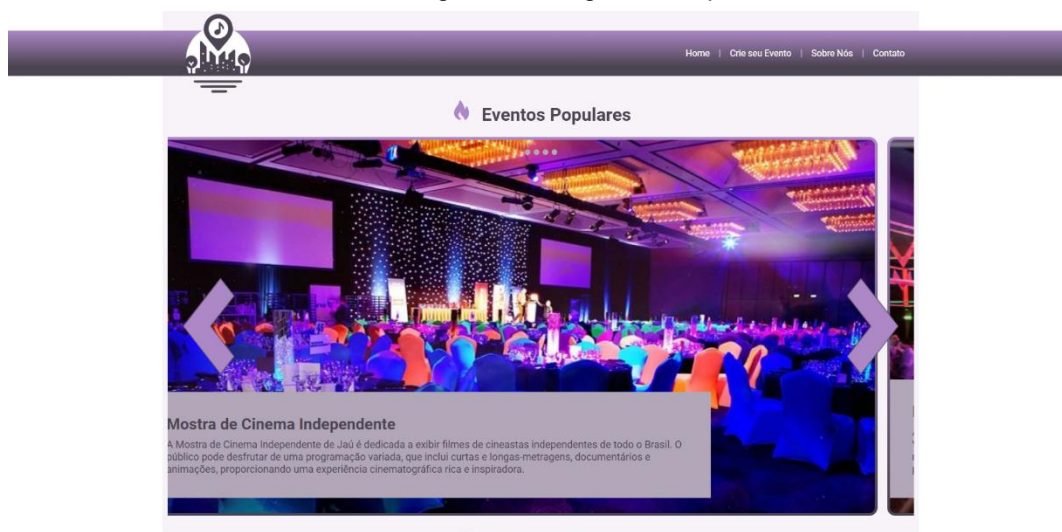 Home | Crie seu Evento | Sobre Nós | Contato
Eventos Populares
Mostra de Cinema Independente
A Mostra de Cinema Independente de Jaú é dedicada a exibir filmes de cineastas independentes de todo o Brasil. O
público pode desfrutar de uma programação variada, que inclui curtas e longas-metragens, documentários e
animações, proporcionando uma experiência cinematográfica rica e inspiradora.